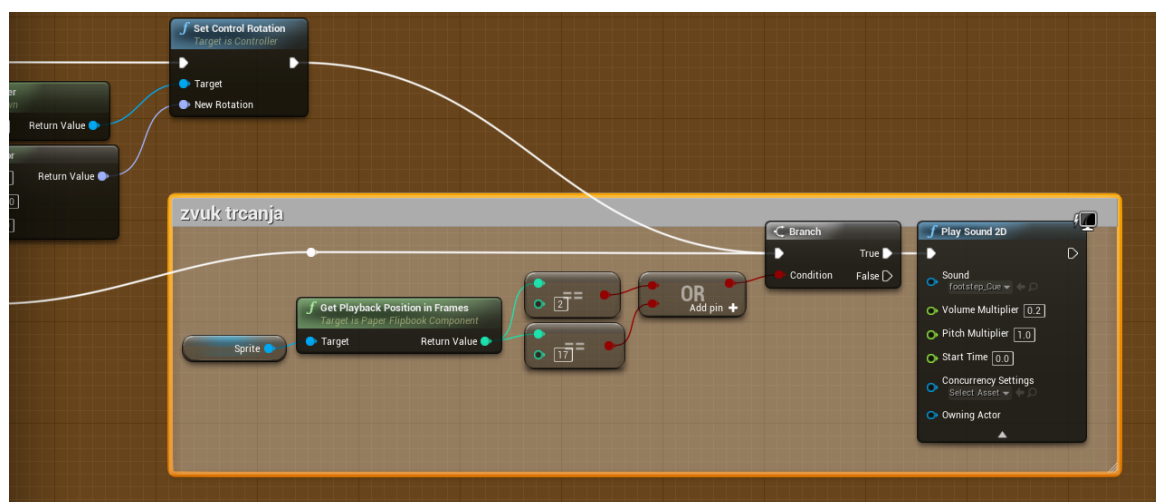 Set Control Rotation
Target is Controller
Target
New Rotation
Return Value
Return Value
zvuk trcanja
Sprite
Get Playback Position in Frames
Target is Paper Flipbook Component
Target
Return Value
==
2
==
17
OR
Add pin +
Branch
True
Condition
False
Play Sound 2D
Sound
footstep_Cue
Volume Multiplier 0.2
Pitch Multiplier 1.0
Start Time 0.0
Concurrency Settings
Select Asset
Owning Actor